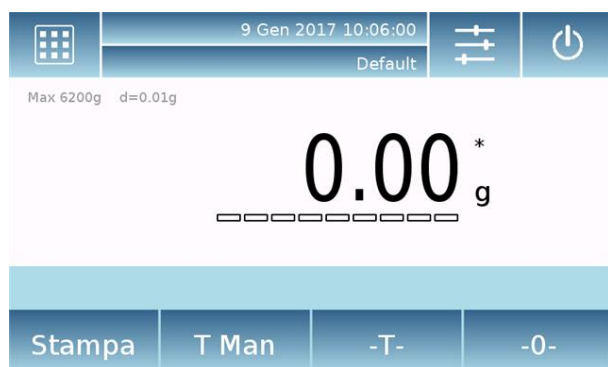 9 Gen 2017 10:06:00
Default
Max 6200g d=0.01g
0.00 *
g
Stampa T Man -T- -0-